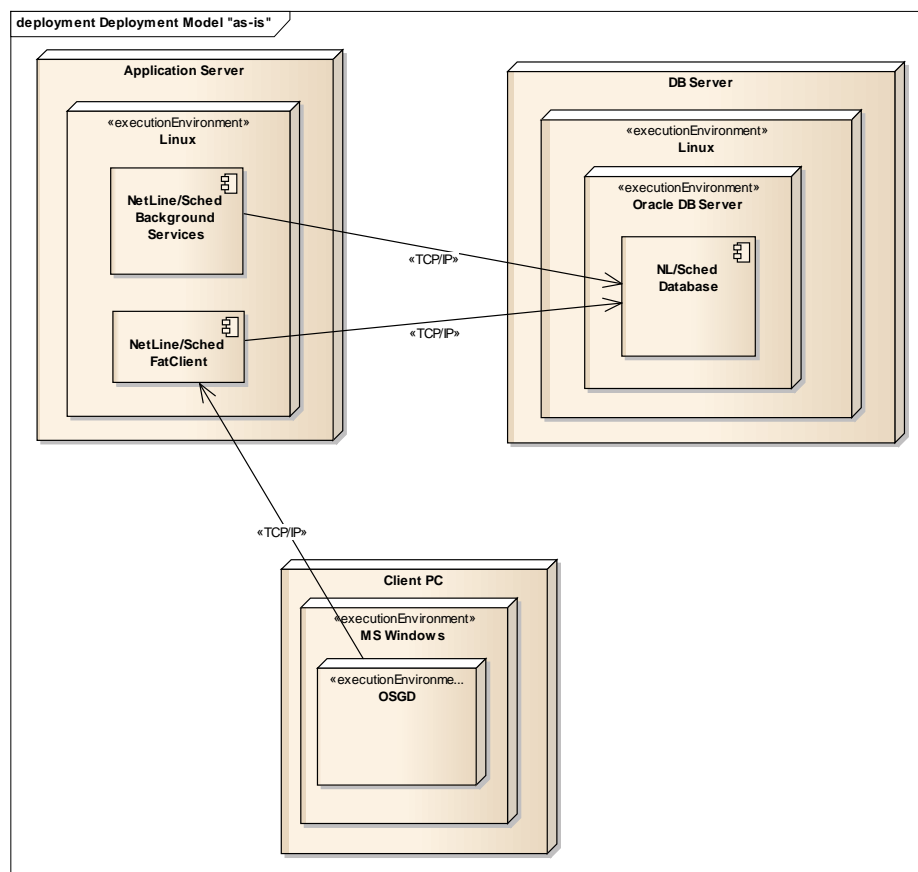 deployment Deployment Model "as-is"
Application Server
«executionEnvironment»
Linux
NetLine/Sched
Background
Services
NetLine/Sched
FatClient
«TCP/IP»
«TCP/IP»
DB Server
«executionEnvironment»
Linux
«executionEnvironment»
Oracle DB Server
NL/Sched
Database
«TCP/IP»
Client PC
«executionEnvironment»
MS Windows
«executionEnvironme...
OSGD